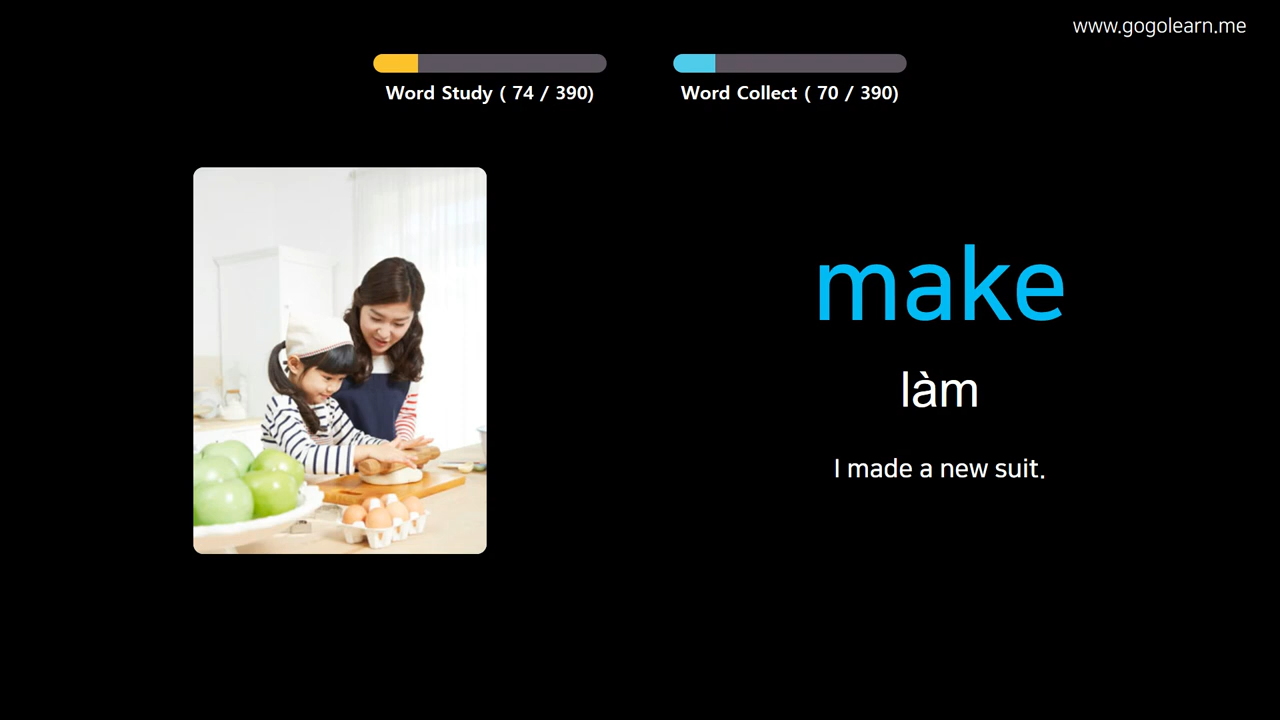 www.gogolearn.me
Word Study ( 74 / 390)
Word Collect ( 70 / 390)
make
làm
I made a new suit.